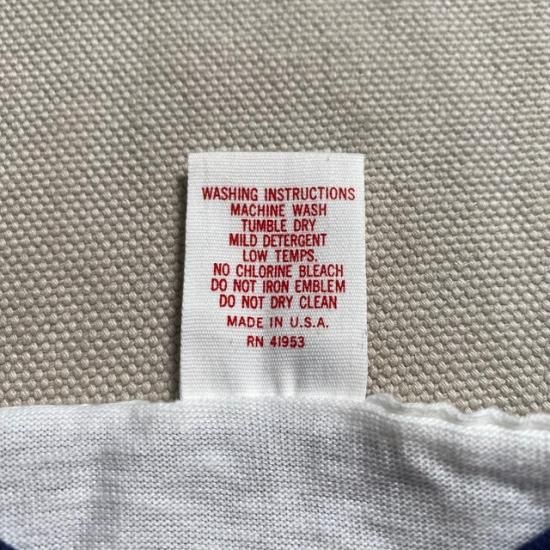 WASHING INSTRUCTIONS
MACHINE WASH
TUMBLE DRY
MILD DETERGENT
LOW TEMPS.
NO CHLORINE BLEACH
DO NOT IRON EMBLEM
DO NOT DRY CLEAN
MADE IN U.S.A.
RN 41953